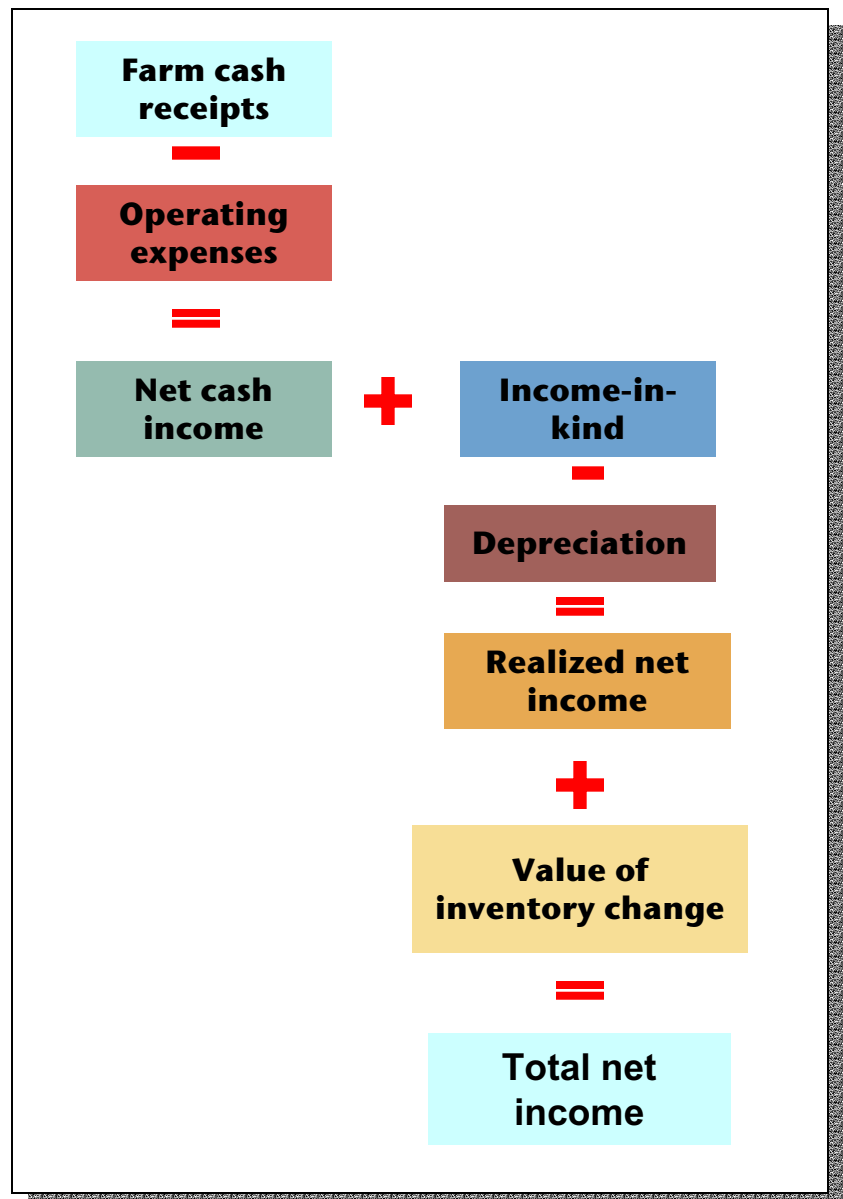 Farm cash
receipts
–
Operating
expenses
=
Net cash
income
+
Income-in-
kind
-
Depreciation
=
Realized net
income
+
Value of
inventory change
=
Total net
income